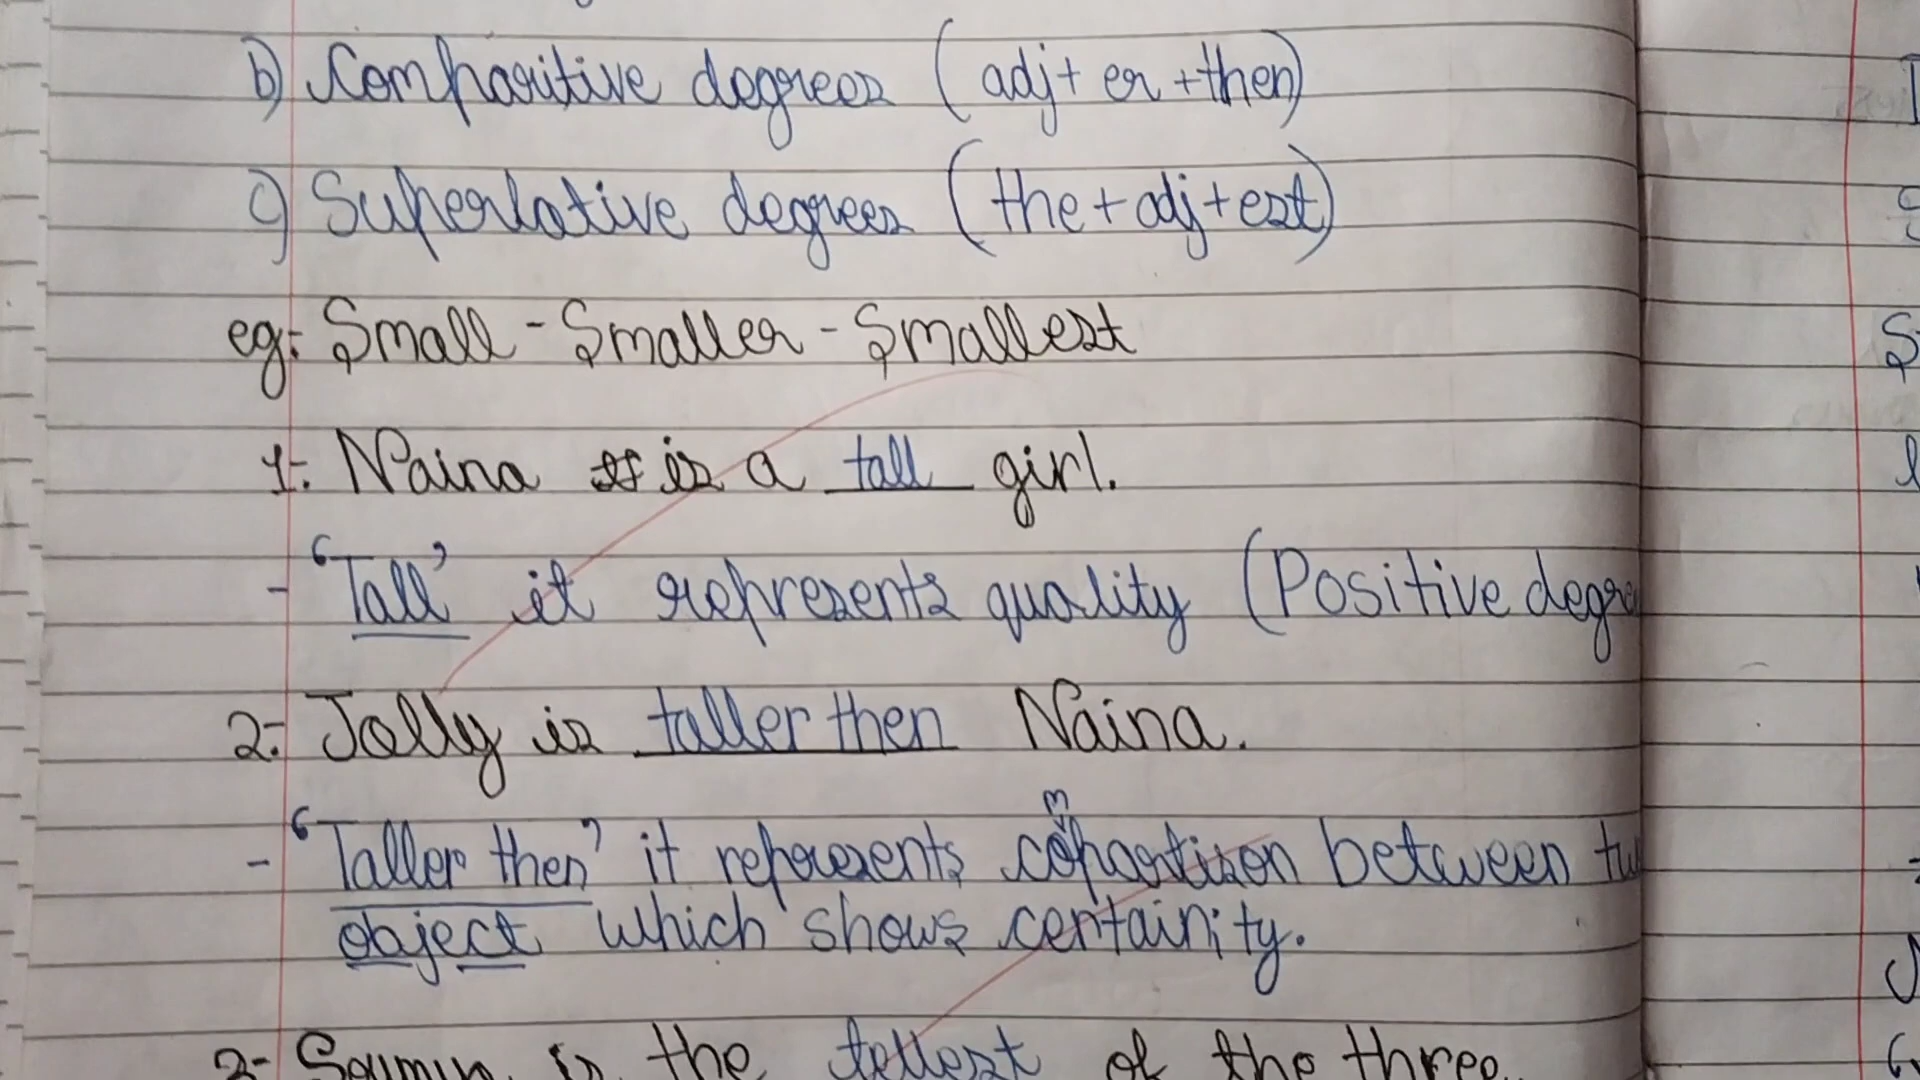 b) Comparitive degrees (adj + er + then)
c) Superlative degrees (the + adj + est)
eg:- Small - Smaller - Smallest
1:- Naina is a tall girl.
- 'Tall' it represents quality (Positive degre
2:- Jolly is taller then Naina.
- 'Taller then' it represents comparison between tw
object which shows certainity.
3- is the tallest of the three